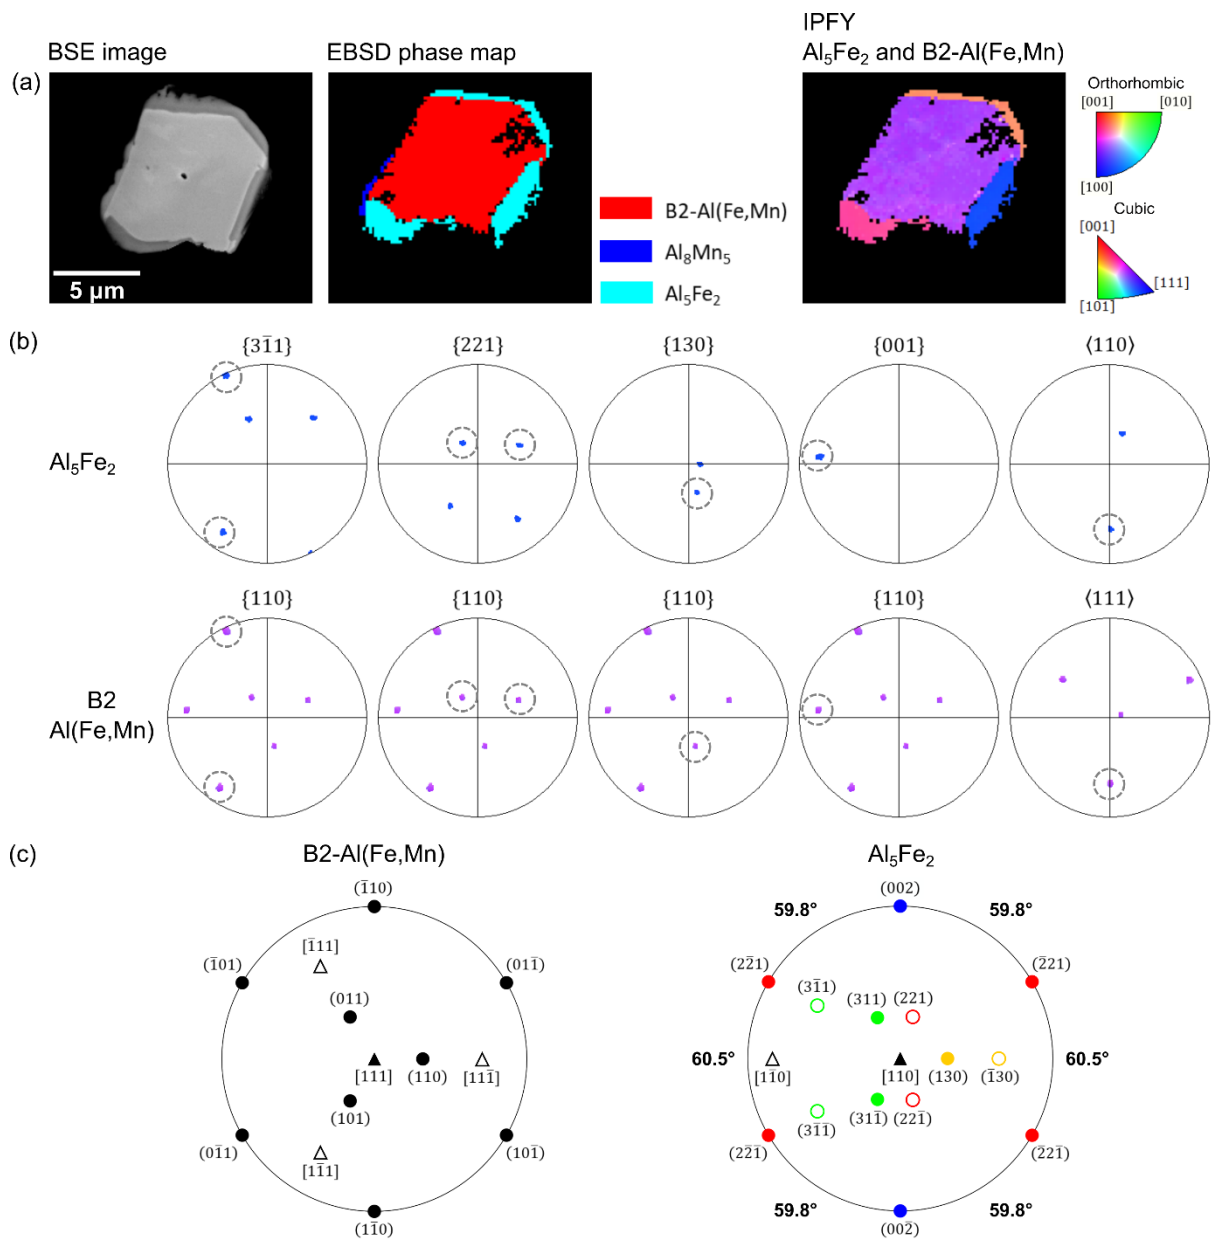 IPFY
BSE image EBSD phase map Al₅Fe₂ and B2-Al(Fe,Mn)
(a)
Orthorhombic
[001] [010]
[100]
Cubic
[001]
[111]
[101]
B2-Al(Fe,Mn)
Al₈Mn₅
Al₅Fe₂
5 μm
(b)
{31̅1} {221} {130} {001} ⟨110⟩
Al₅Fe₂
{110} {110} {110} {110} ⟨111⟩
B2
Al(Fe,Mn)
(c)
B2-Al(Fe,Mn) Al₅Fe₂
(1̅10) (002)
59.8° 59.8°
[1̅11]
(1̅01) (011̅) (22̅1) (2̅21)
(011) (31̅1) (311) (221)
60.5° 60.5°
[111] (110) [111̅] [11̅0] [110] (130) (1̅30)
(101) (311̅) (221̅)
(31̅1̅)
(01̅1) (101̅) (22̅1̅) (2̅21̅)
[11̅1]
59.8° 59.8°
(11̅0) (002̅)